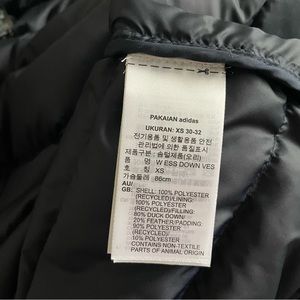 PAKAIAN adidas
UKURAN: XS 30-32
전기용품 및 생활용품 안전
관리법에 의한 품질표시
제품구분: 솜털제품(오리)
품 명: W ESS DOWN VES
치 수: XS
가슴둘레: 86cm
AU/
GB: SHELL: 100% POLYESTER
(RECYCLED)/LINING:
100% POLYESTER
(RECYCLED)/FILLING:
80% DUCK DOWN/
20% FEATHER/PADDING:
90% POLYESTER
(RECYCLED)/
10% POLYESTER
CONTAINS NON-TEXTILE
PARTS OF ANIMAL ORIGIN